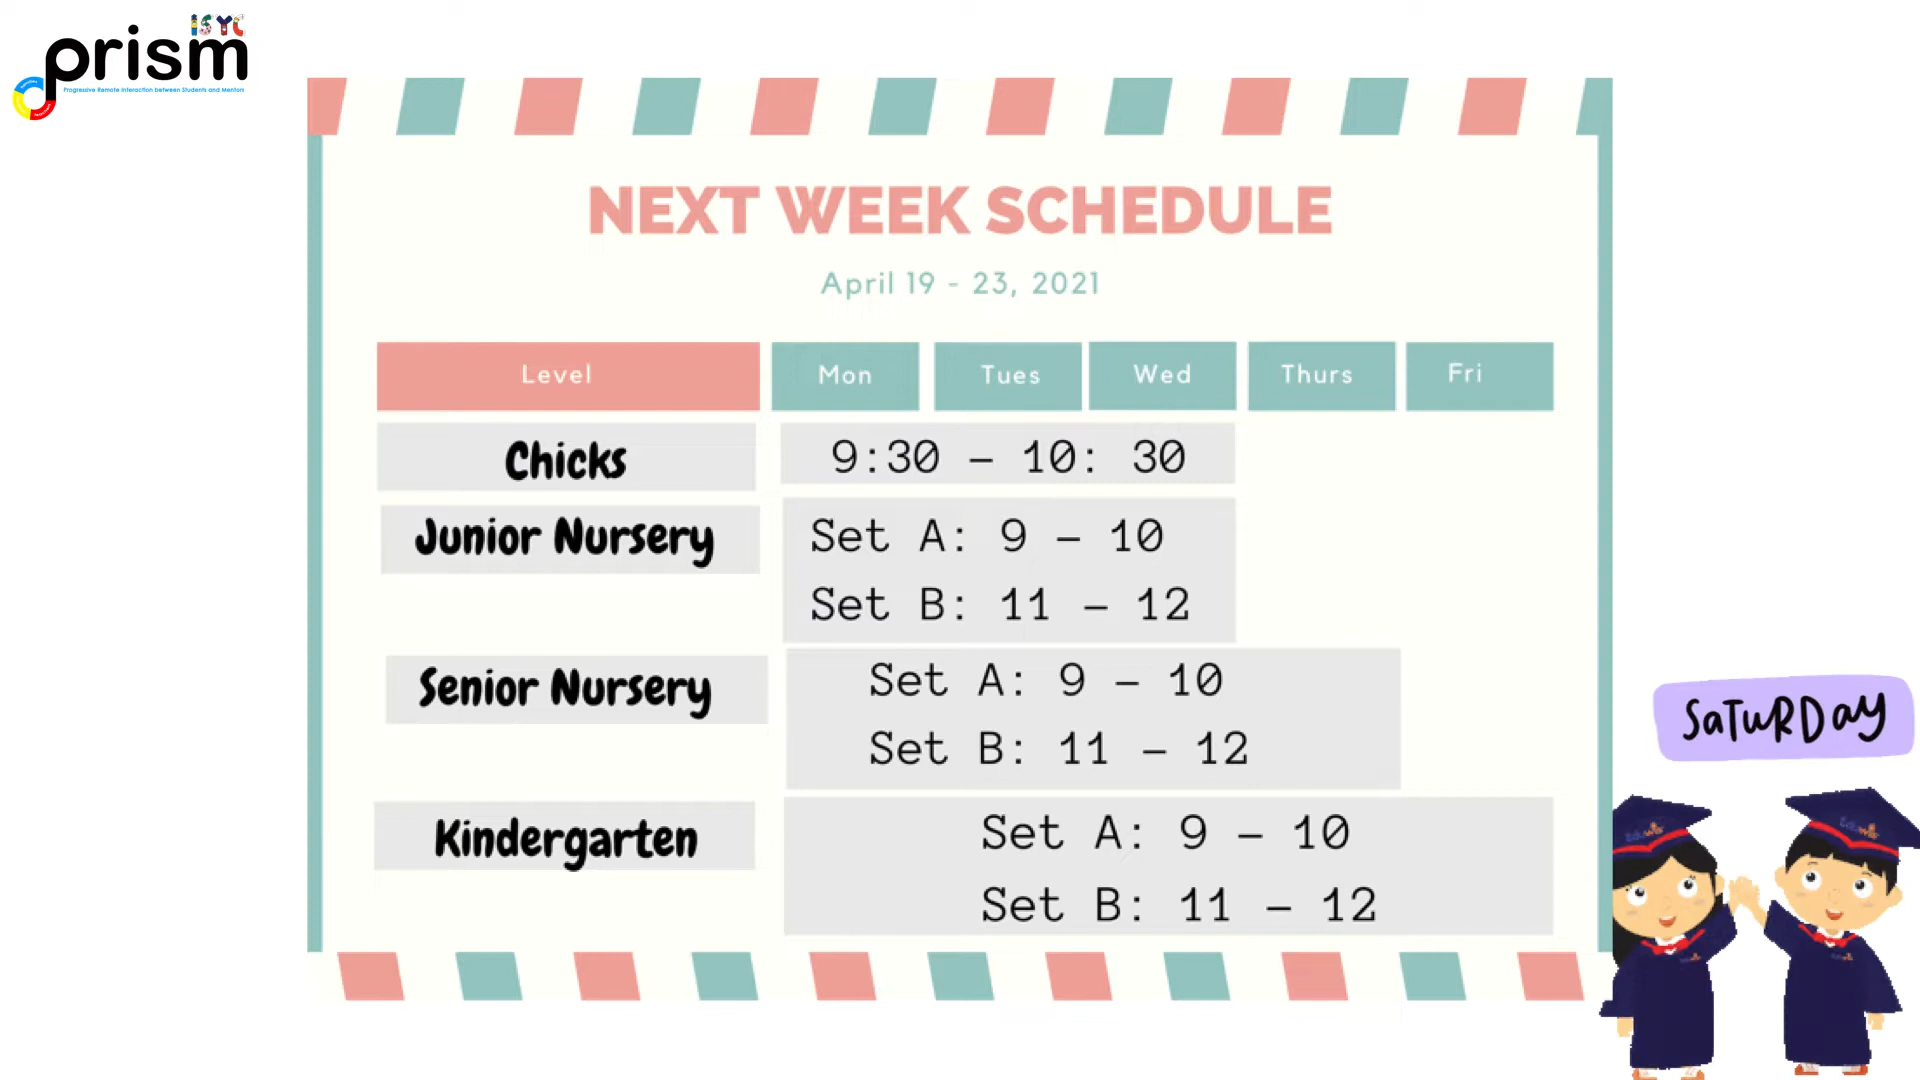 ISYC
prism
Progressive Remote Interaction between Students and Mentors
NEXT WEEK SCHEDULE
April 19 - 23, 2021
Level Mon Tues Wed Thurs Fri
Chicks 9:30 - 10: 30
Junior Nursery Set A: 9 - 10
Set B: 11 - 12
Senior Nursery Set A: 9 - 10
Set B: 11 - 12
Kindergarten Set A: 9 - 10
Set B: 11 - 12
SaTURDay